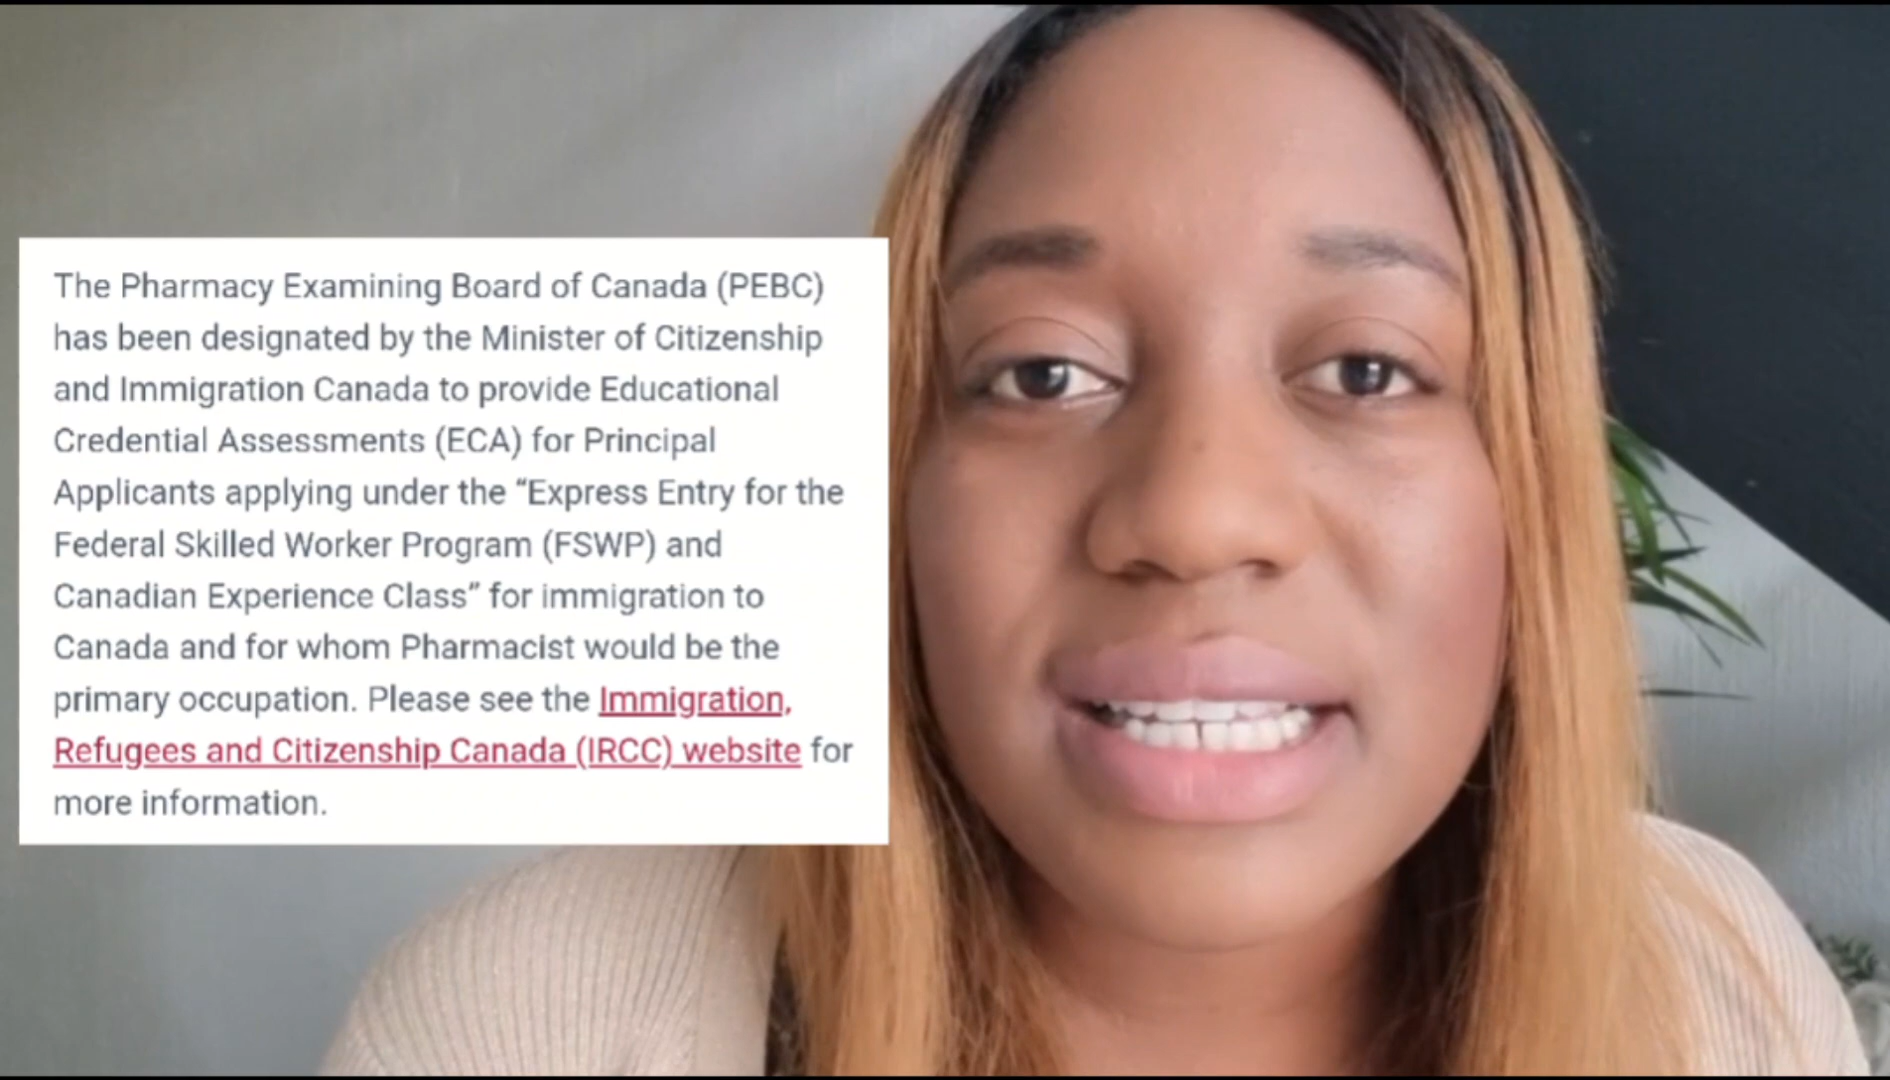 The Pharmacy Examining Board of Canada (PEBC)
has been designated by the Minister of Citizenship
and Immigration Canada to provide Educational
Credential Assessments (ECA) for Principal
Applicants applying under the “Express Entry for the
Federal Skilled Worker Program (FSWP) and
Canadian Experience Class” for immigration to
Canada and for whom Pharmacist would be the
primary occupation. Please see the Immigration,
Refugees and Citizenship Canada (IRCC) website for
more information.